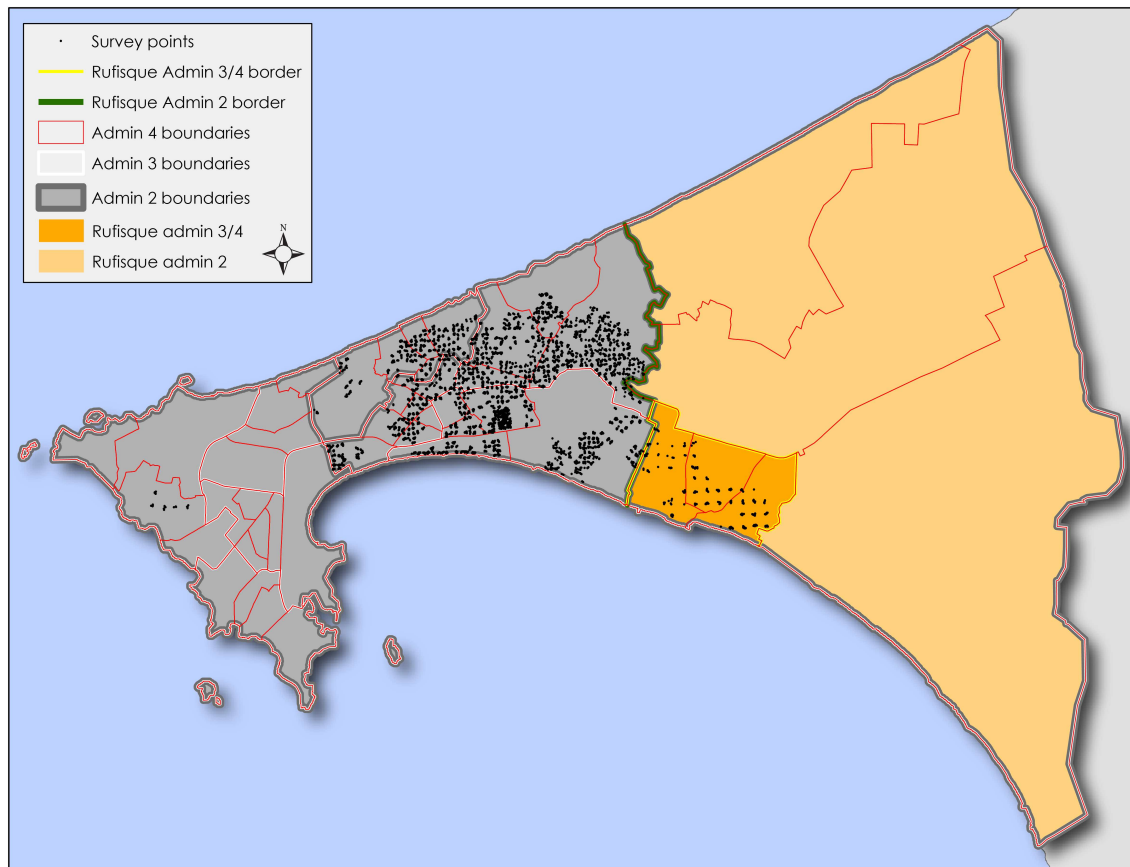 Survey points
Rufisque Admin 3/4 border
Rufisque Admin 2 border
Admin 4 boundaries
Admin 3 boundaries
Admin 2 boundaries
Rufisque admin 3/4
Rufisque admin 2
N